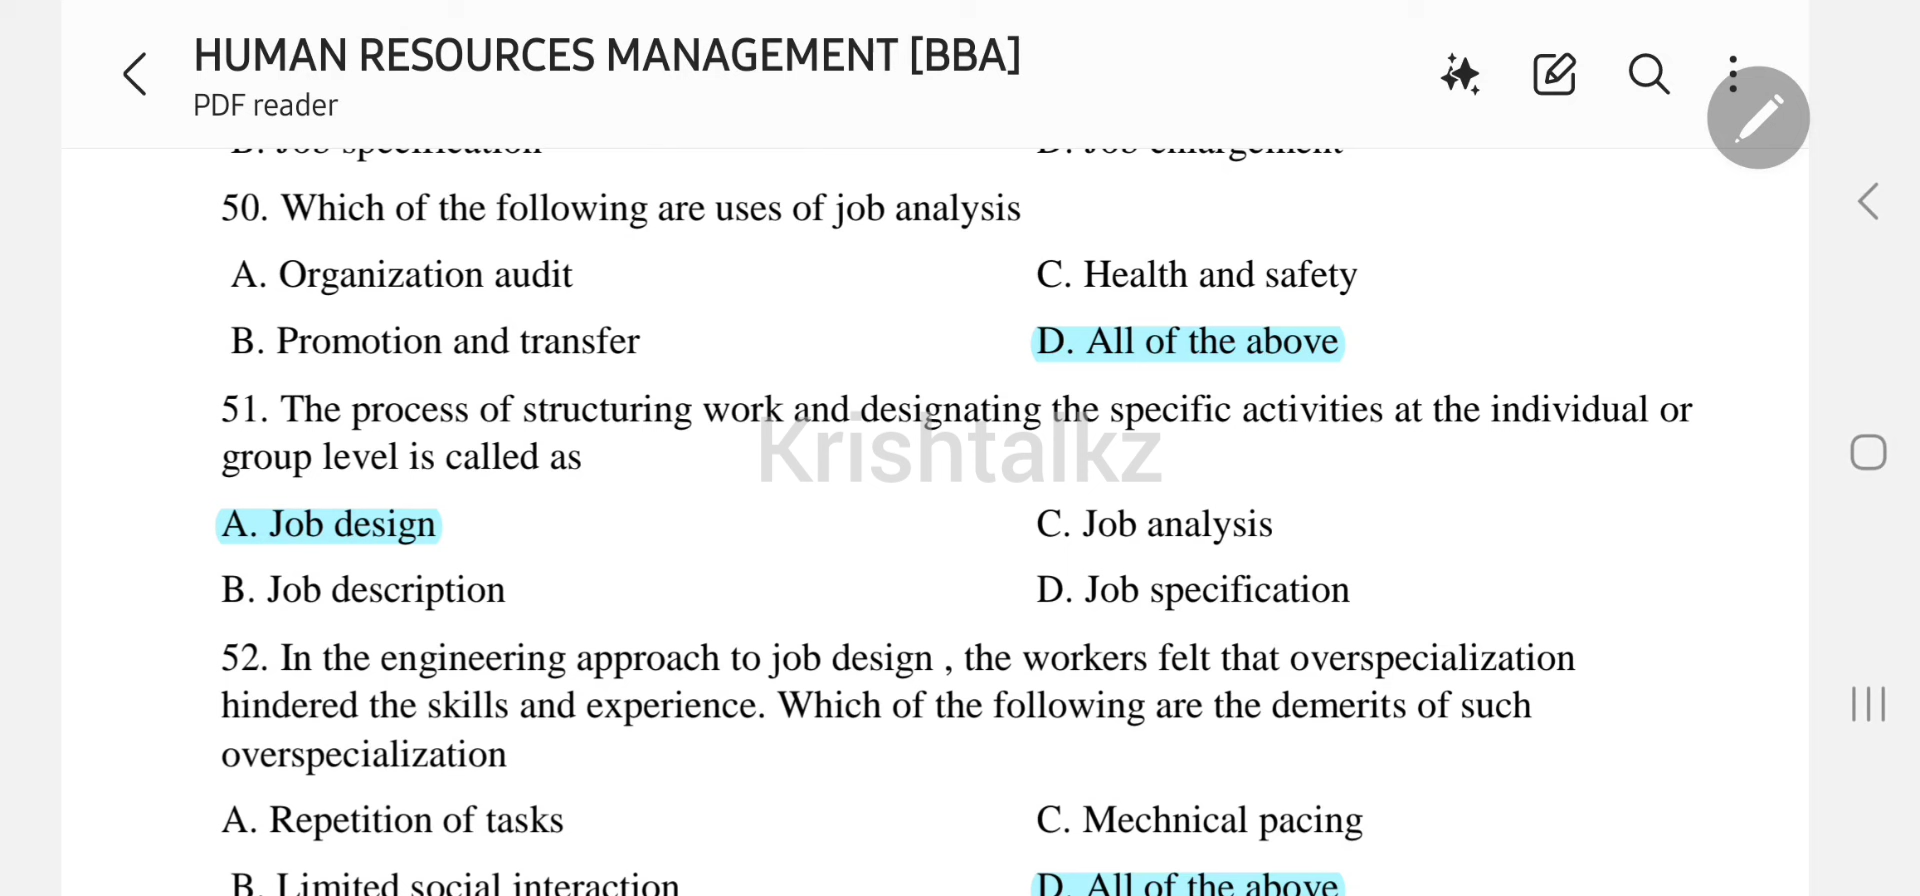 HUMAN RESOURCES MANAGEMENT [BBA]
PDF reader
B. Job specification D. Job enlargement
50. Which of the following are uses of job analysis
A. Organization audit C. Health and safety
B. Promotion and transfer D. All of the above
51. The process of structuring work and designating the specific activities at the individual or
group level is called as
Krishtalkz
A. Job design C. Job analysis
B. Job description D. Job specification
52. In the engineering approach to job design , the workers felt that overspecialization
hindered the skills and experience. Which of the following are the demerits of such
overspecialization
A. Repetition of tasks C. Mechnical pacing
B. Limited social interaction D. All of the above